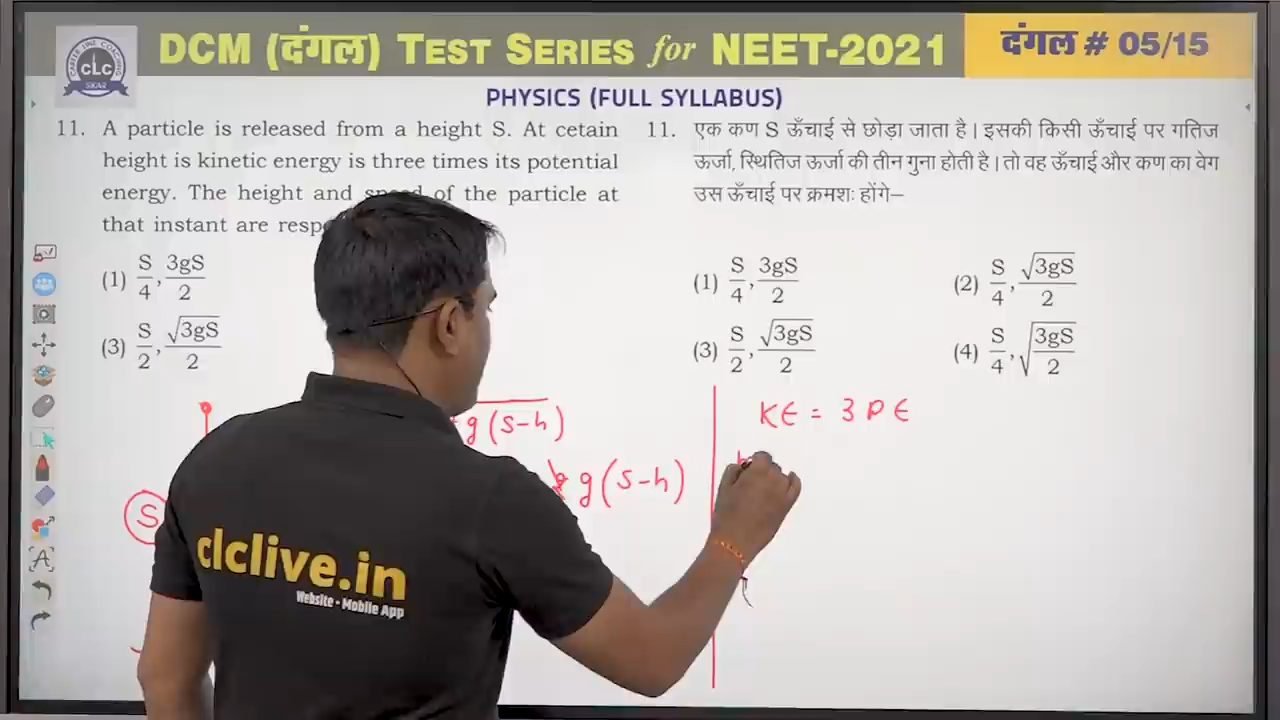 DCM (दंगल) TEST SERIES for NEET-2021
दंगल # 05/15
CLC
SIKAR
PHYSICS (FULL SYLLABUS)
11. A particle is released from a height S. At cetain
height is kinetic energy is three times its potential
energy. The height and speed of the particle at
that instant are resp
(1) S/4, 3gS/2
(3) S/2, √3gS/2
11. एक कण S ऊँचाई से छोड़ा जाता है। इसकी किसी ऊँचाई पर गतिज
ऊर्जा, स्थितिज ऊर्जा की तीन गुना होती है। तो वह ऊँचाई और कण का वेग
उस ऊँचाई पर क्रमशः होंगे–
(1) S/4, 3gS/2 (2) S/4, √3gS/2
(3) S/2, √3gS/2 (4) S/4, √(3gS/2)
g(S-h)
g(S-h)
S
KE = 3PE
clclive.in
Website • Mobile App